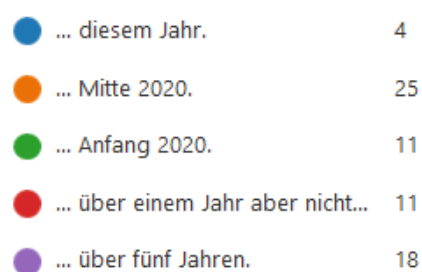 ... diesem Jahr. 4
... Mitte 2020. 25
... Anfang 2020. 11
... über einem Jahr aber nicht... 11
... über fünf Jahren. 18